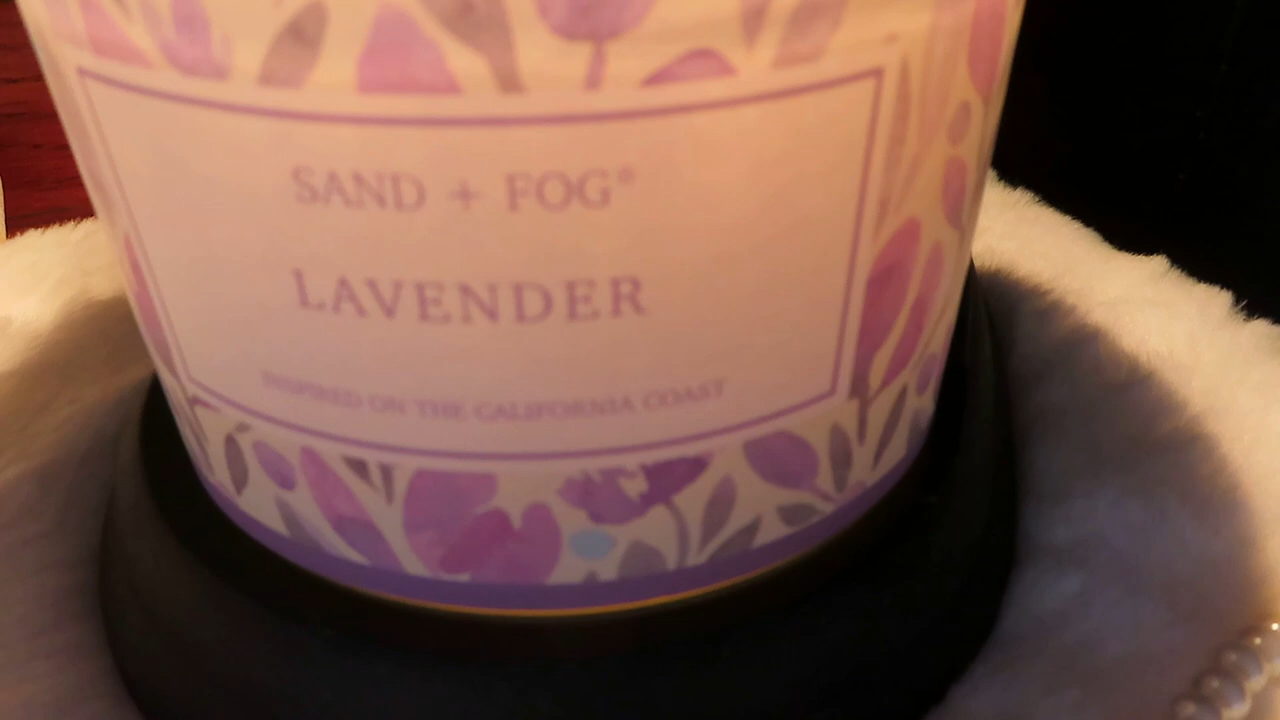 SAND + FOG®
LAVENDER
INSPIRED ON THE CALIFORNIA COAST